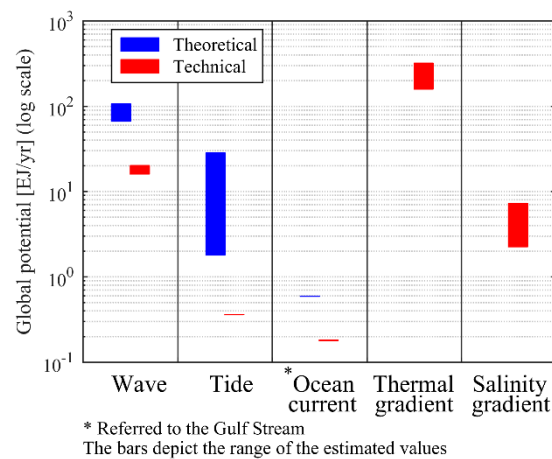 Global potential [EJ/yr] (log scale)
10³
10²
10¹
10⁰
10⁻¹
Theoretical
Technical
Wave
Tide
*Ocean current
Thermal gradient
Salinity gradient
* Referred to the Gulf Stream
The bars depict the range of the estimated values